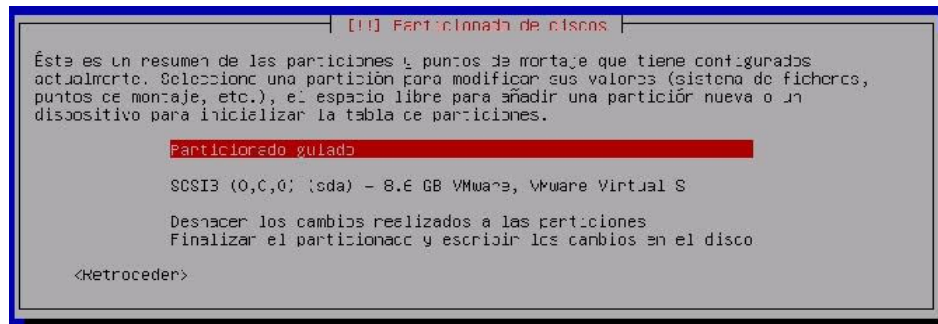 [!!] Particionado de discos
Éste es un resumen de las particiones y puntos de montaje que tiene configurados
actualmente. Seleccione una partición para modificar sus valores (sistema de ficheros,
puntos de montaje, etc.), el espacio libre para añadir una partición nueva o un
dispositivo para inicializar la tabla de particiones.
Particionado guiado
SCSI3 (0,0,0) (sda) - 8.6 GB VMware, VMware Virtual S
Deshacer los cambios realizados a las particiones
Finalizar el particionado y escribir los cambios en el disco
<Retroceder>